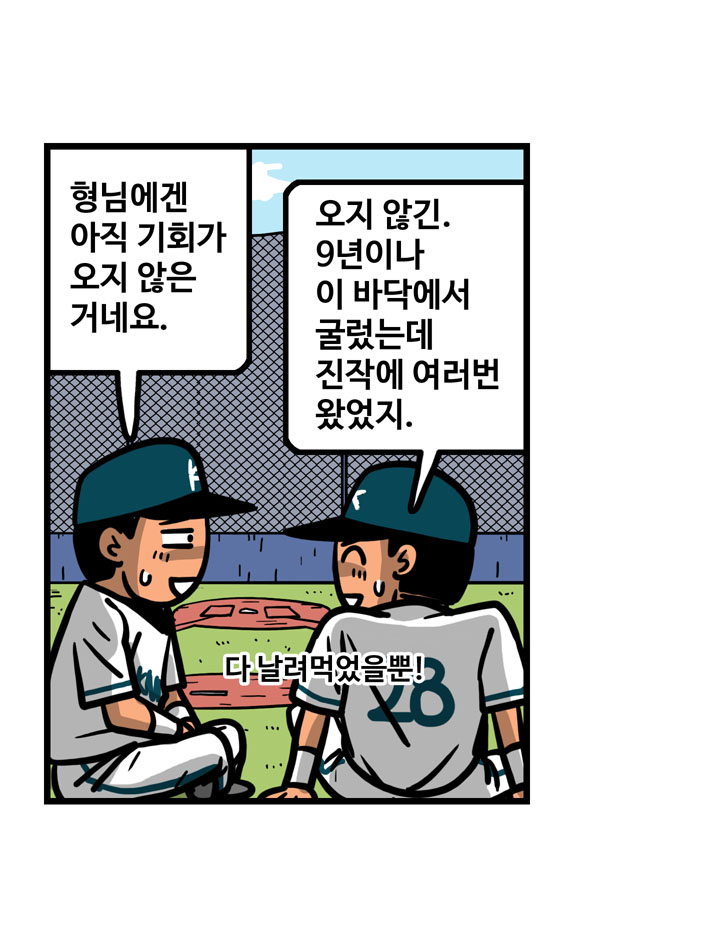 형님에겐
아직 기회가
오지 않은
거네요.
오지 않긴.
9년이나
이 바닥에서
굴렀는데
진작에 여러번
왔었지.
K
K
다 날려먹었을뿐!
28